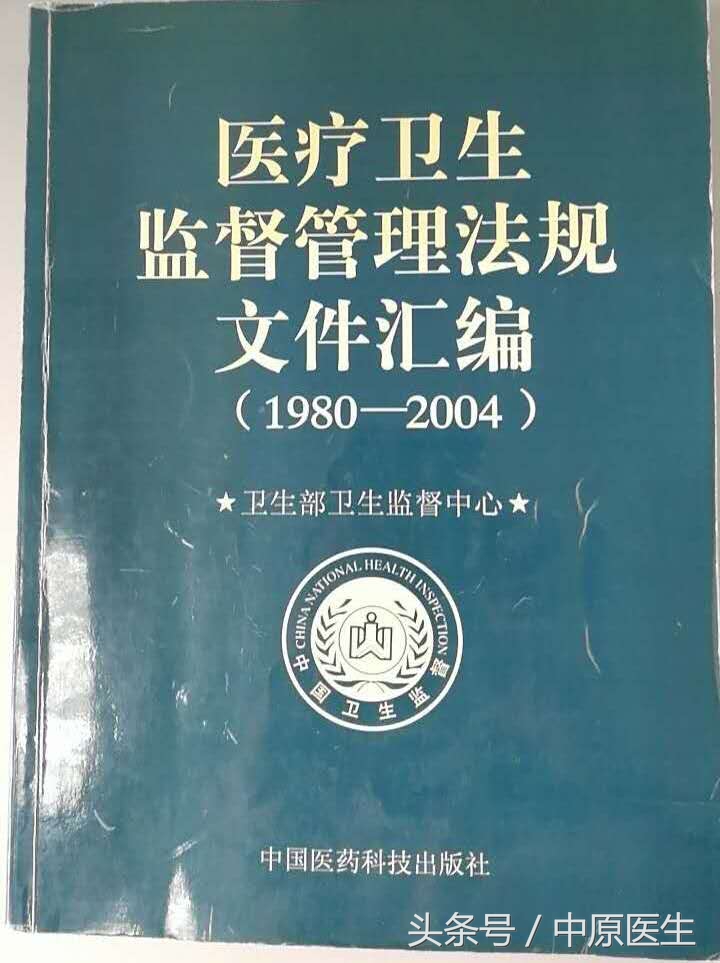 医疗卫生
监督管理法规
文件汇编
（1980—2004）
★卫生部卫生监督中心★
CHINA NATIONAL HEALTH INSPECTION
中国卫生监督
中国医药科技出版社
头条号 / 中原医生